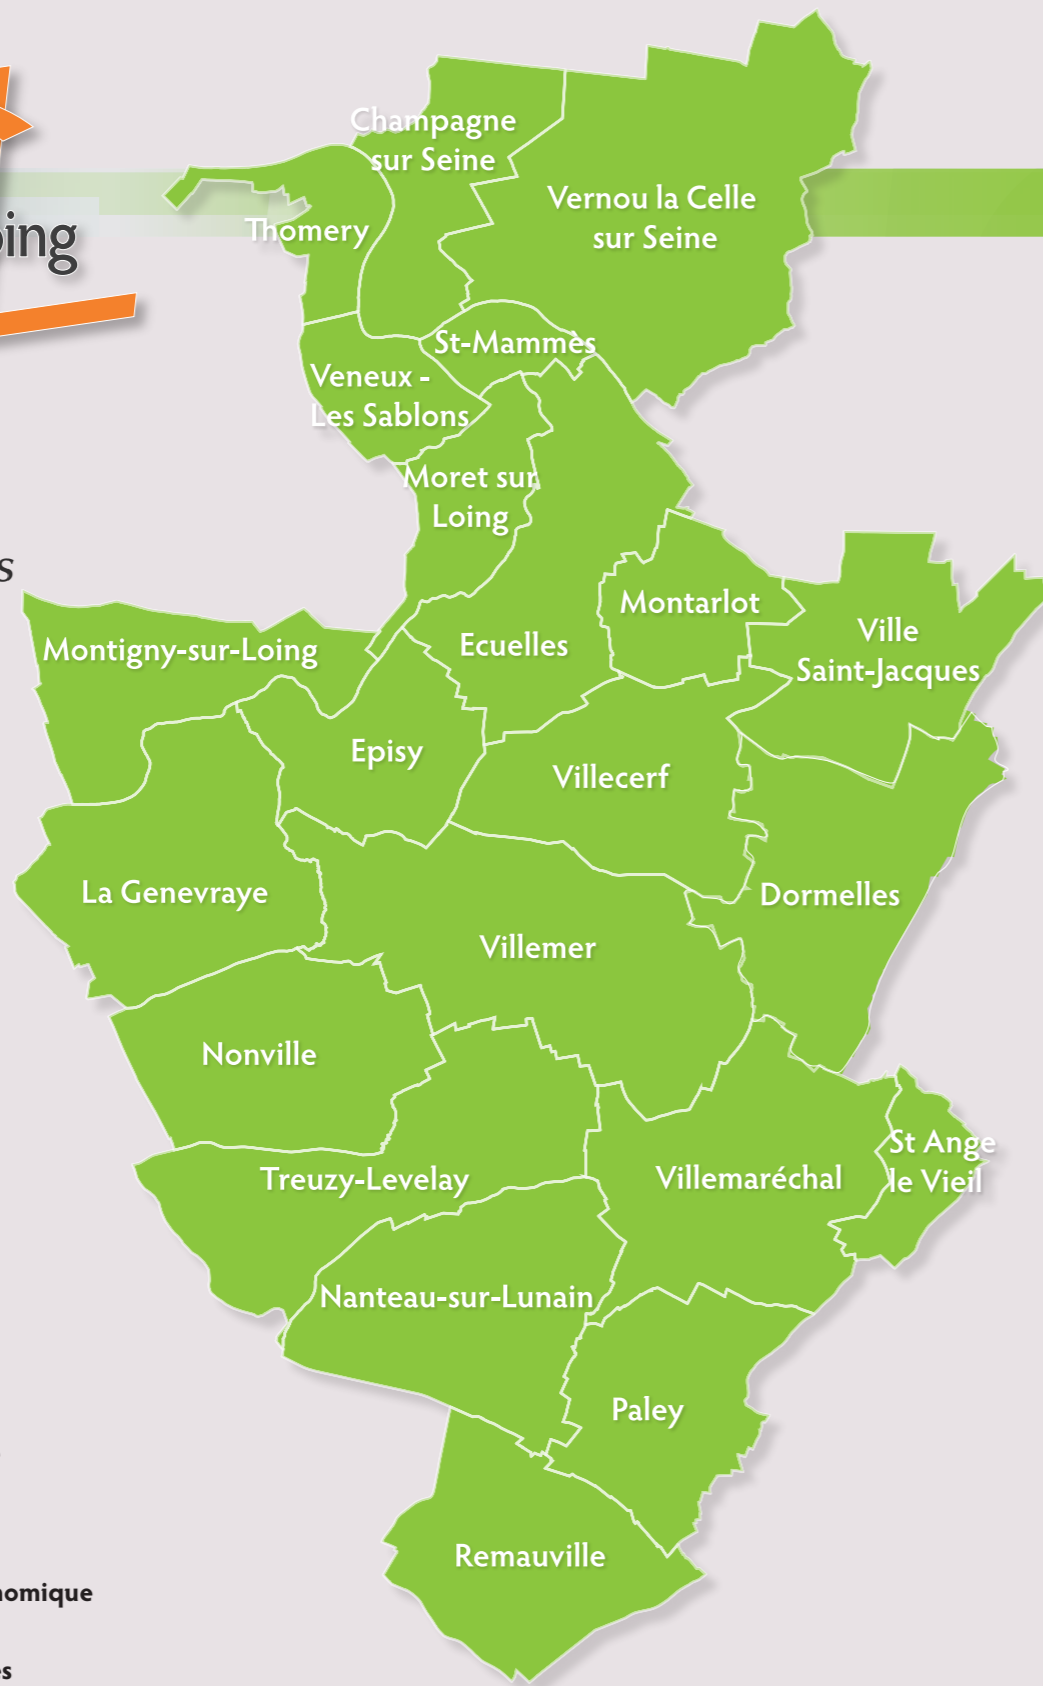 Champagne
sur Seine
Vernou la Celle
sur Seine
Thomery
St-Mammès
Veneux -
Les Sablons
Moret sur
Loing
Montarlot
Ville
Saint-Jacques
Ecuelles
Montigny-sur-Loing
Episy
Villecerf
La Genevraye
Dormelles
Villemer
Nonville
St Ange
le Vieil
Treuzy-Levelay
Villemaréchal
Nanteau-sur-Lunain
Paley
Remauville